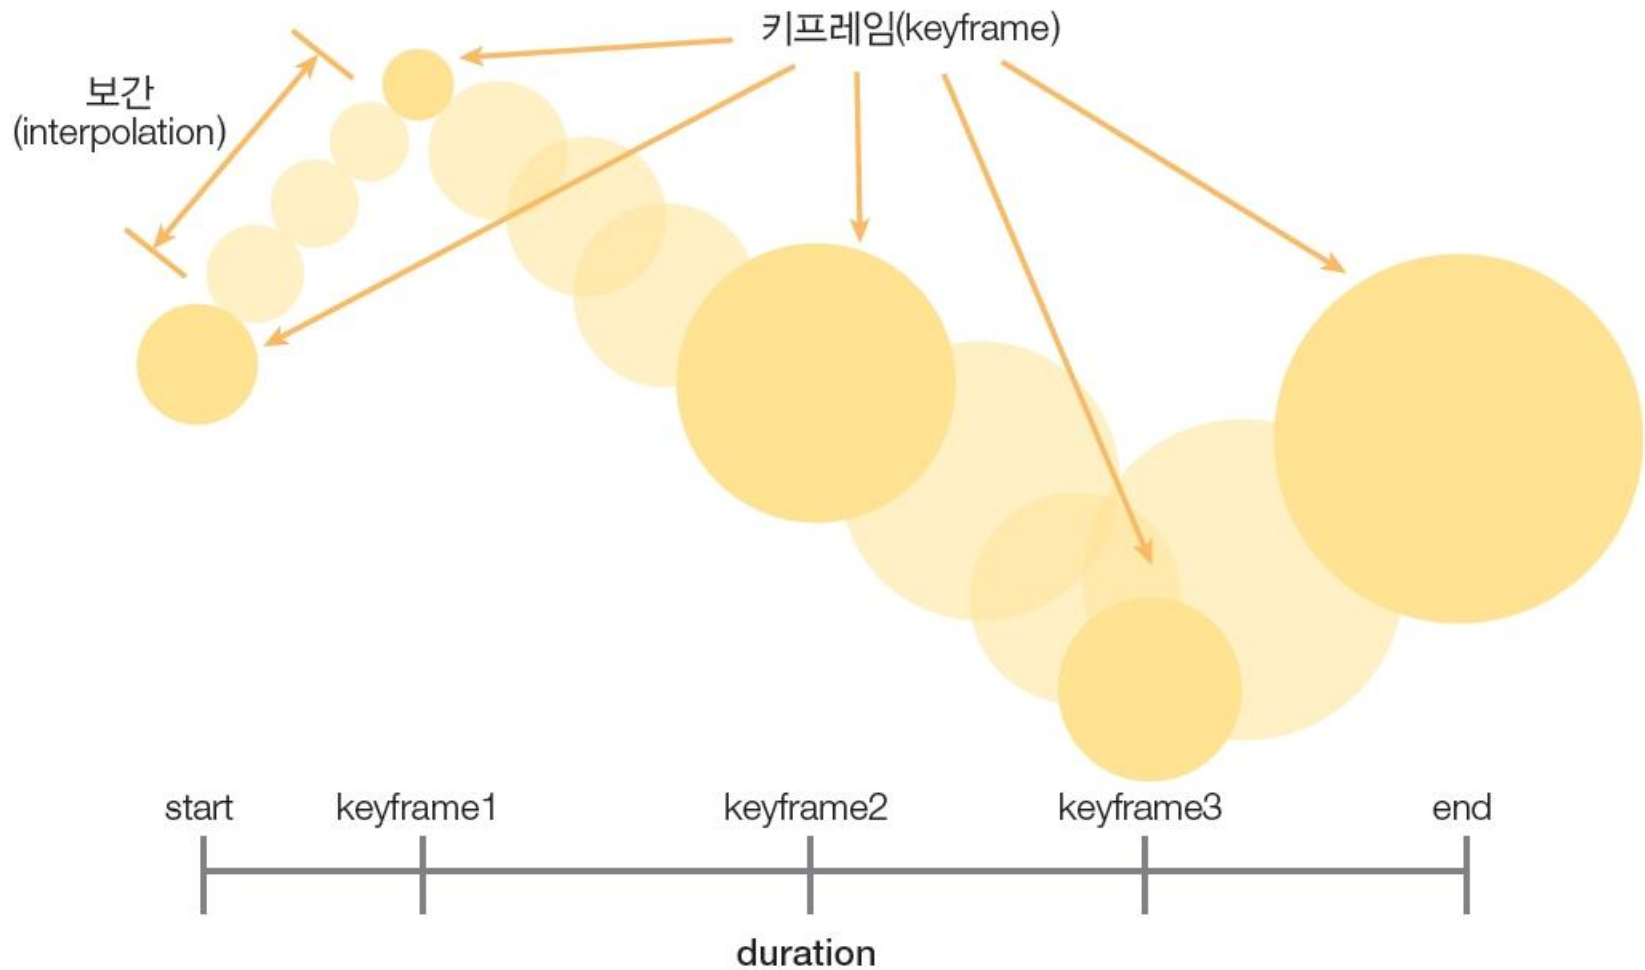 키프레임(keyframe)
보간
(interpolation)
start
keyframe1
keyframe2
keyframe3
end
duration